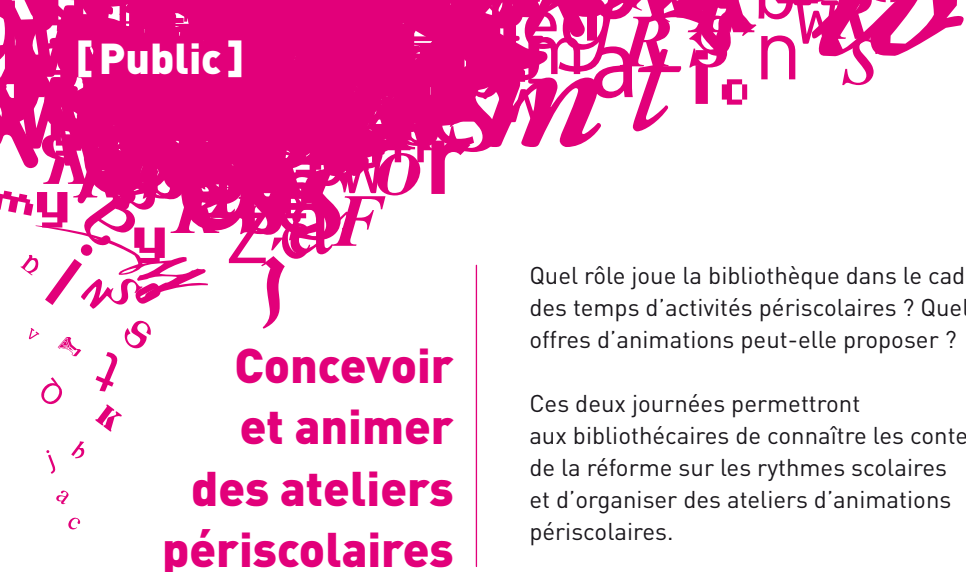 [Public]
Concevoir
et animer
des ateliers
périscolaires
Quel rôle joue la bibliothèque dans le cad
des temps d’activités périscolaires ? Quel
offres d’animations peut-elle proposer ?
Ces deux journées permettront
aux bibliothécaires de connaître les conte
de la réforme sur les rythmes scolaires
et d’organiser des ateliers d’animations
périscolaires.